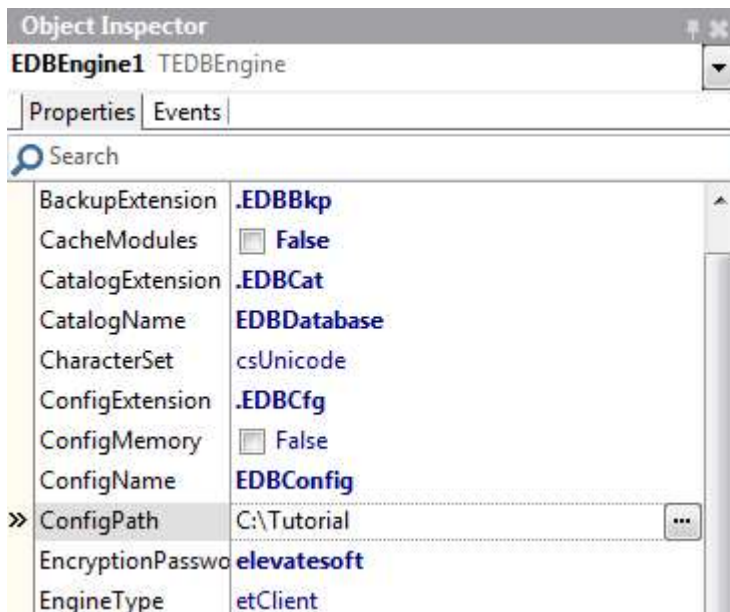 Object Inspector
EDBEngine1 TEDBEngine
Properties Events
Search
BackupExtension .EDBBkp
CacheModules False
CatalogExtension .EDBCat
CatalogName EDBDatabase
CharacterSet csUnicode
ConfigExtension .EDBCfg
ConfigMemory False
ConfigName EDBConfig
» ConfigPath C:\Tutorial ...
EncryptionPasswo elevatesoft
EngineType etClient